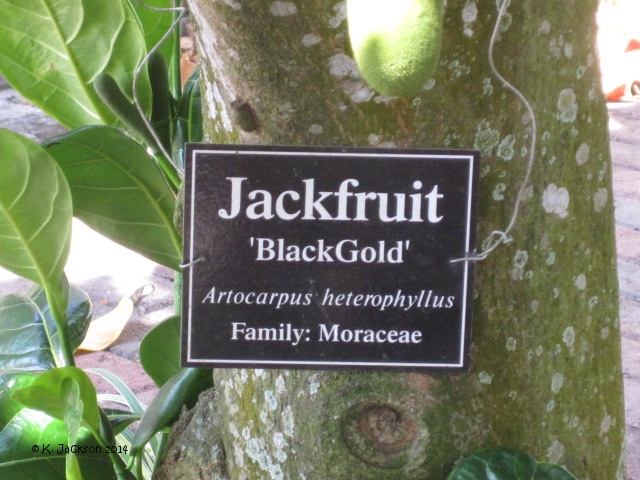 Jackfruit
'BlackGold'
Artocarpus heterophyllus
Family: Moraceae
© K. Jackson 2014